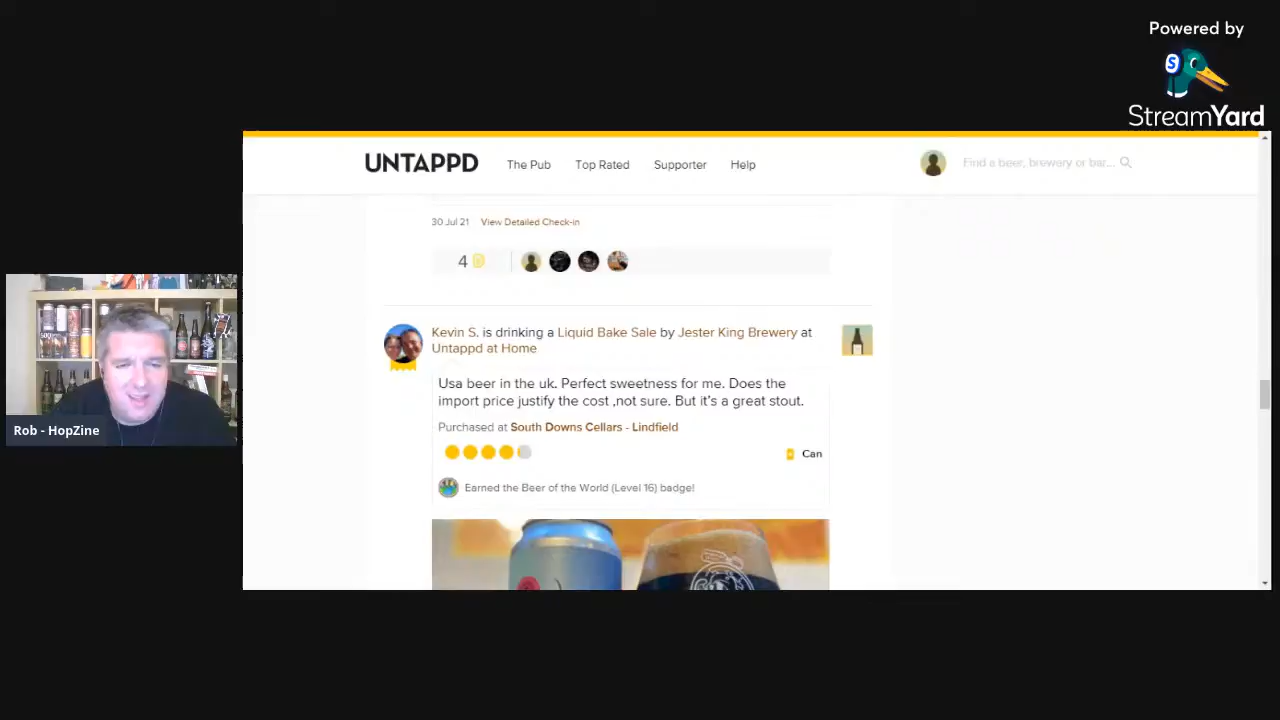 Powered by
StreamYard
UNTAPPD
The Pub
Top Rated
Supporter
Help
Find a beer, brewery or bar...
30 Jul 21 View Detailed Check-in
4
Kevin S. is drinking a Liquid Bake Sale by Jester King Brewery at
Untappd at Home
Usa beer in the uk. Perfect sweetness for me. Does the
import price justify the cost ,not sure. But it's a great stout.
Purchased at South Downs Cellars - Lindfield
Can
Earned the Beer of the World (Level 16) badge!
Rob - HopZine